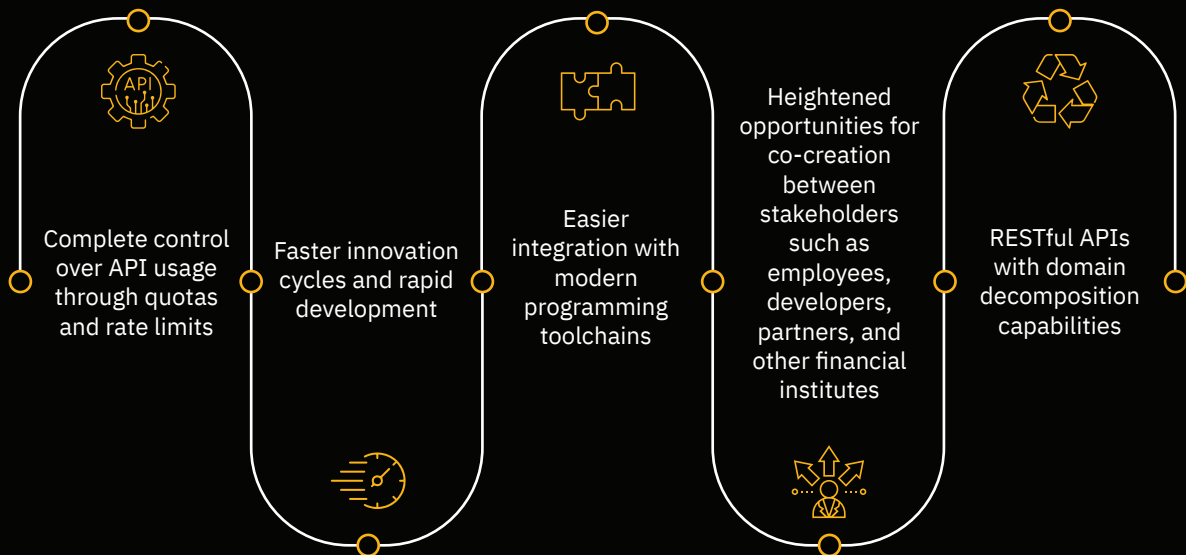 API
Complete control
over API usage
through quotas
and rate limits
Faster innovation
cycles and rapid
development
Easier
integration with
modern
programming
toolchains
Heightened
opportunities for
co-creation
between
stakeholders
such as
employees,
developers,
partners, and
other financial
institutes
RESTful APIs
with domain
decomposition
capabilities